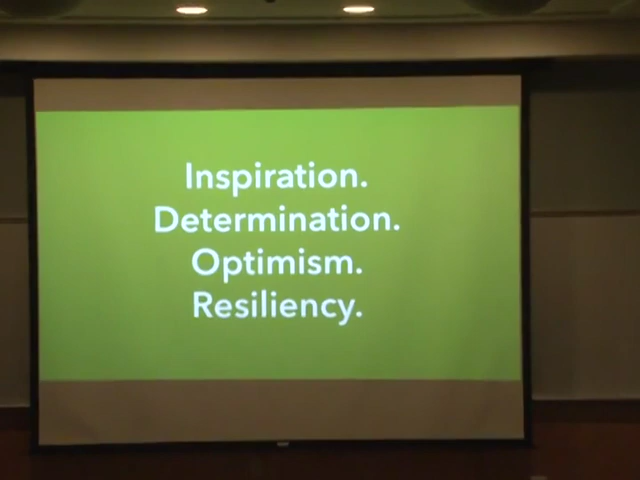 Inspiration.
Determination.
Optimism.
Resiliency.